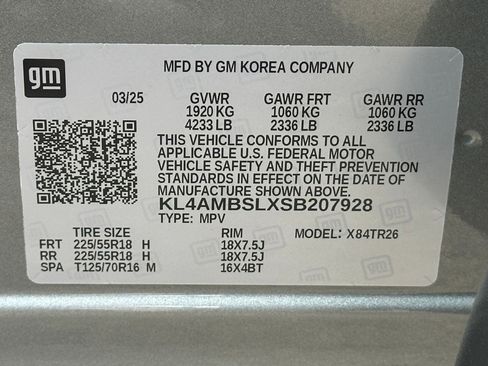 gm
MFD BY GM KOREA COMPANY
03/25 GVWR GAWR FRT GAWR RR
1920 KG 1060 KG 1060 KG
4233 LB 2336 LB 2336 LB
THIS VEHICLE CONFORMS TO ALL
APPLICABLE U.S. FEDERAL MOTOR
VEHICLE SAFETY AND THEFT PREVENTION
STANDARDS IN EFFECT ON THE DATE OF
MANUFACTURE SHOWN ABOVE.
KL4AMBSLXSB207928
TYPE: MPV MODEL: X84TR26
TIRE SIZE RIM
FRT 225/55R18 H 18X7.5J
RR 225/55R18 H 18X7.5J
SPA T125/70R16 M 16X4BT